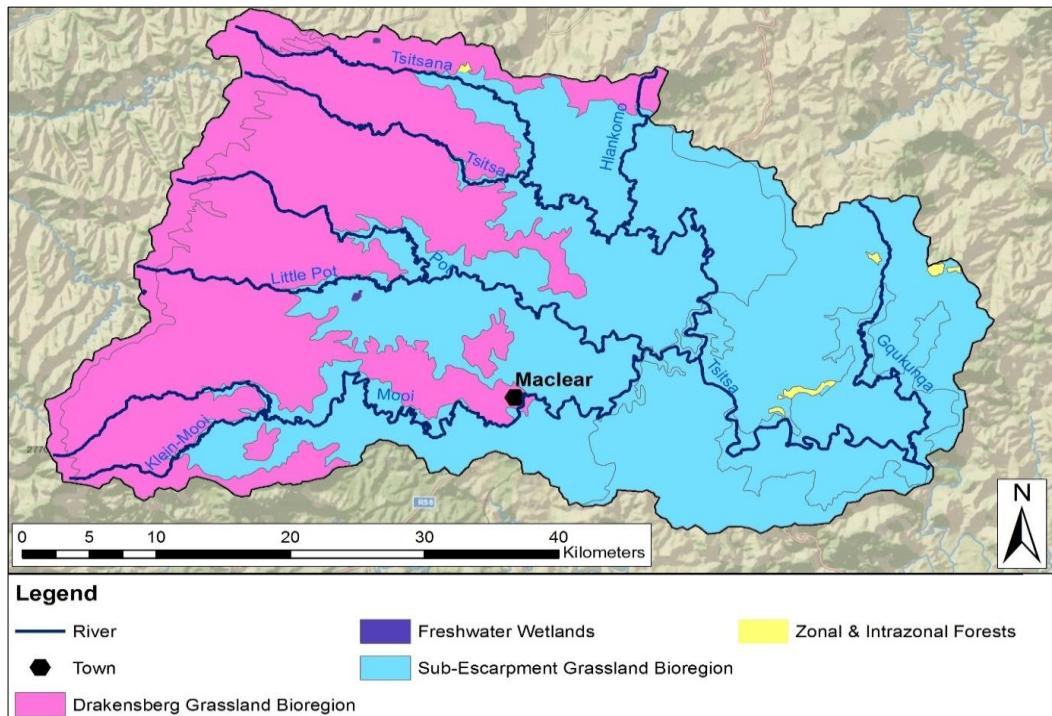 Tsitsana
Hlankomo
Tsitsa
Pot
Little Pot
Gqukunqa
Maclear
Tsitsa
Mooi
Klein-Mooi
R56
N
0 5 10 20 30 40
Kilometers
Legend
River
Freshwater Wetlands
Zonal & Intrazonal Forests
Town
Sub-Escarpment Grassland Bioregion
Drakensberg Grassland Bioregion